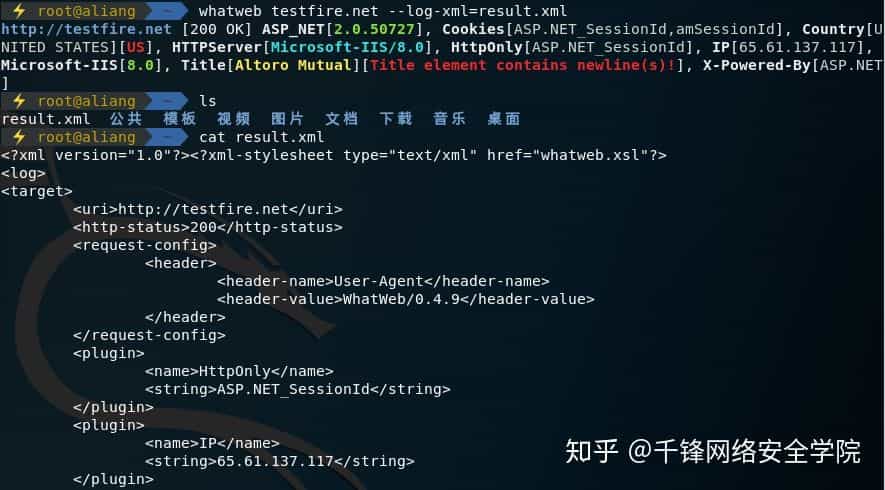 ⚡ root@aliang ~ whatweb testfire.net --log-xml=result.xml
http://testfire.net [200 OK] ASP_NET[2.0.50727], Cookies[ASP.NET_SessionId,amSessionId], Country[U
NITED STATES][US], HTTPServer[Microsoft-IIS/8.0], HttpOnly[ASP.NET_SessionId], IP[65.61.137.117],
Microsoft-IIS[8.0], Title[Altoro Mutual][Title element contains newline(s)!], X-Powered-By[ASP.NET
]
⚡ root@aliang ~ ls
result.xml 公共 模板 视频 图片 文档 下载 音乐 桌面
⚡ root@aliang ~ cat result.xml
<?xml version="1.0"?><?xml-stylesheet type="text/xml" href="whatweb.xsl"?>
<log>
<target>
<uri>http://testfire.net</uri>
<http-status>200</http-status>
<request-config>
<header>
<header-name>User-Agent</header-name>
<header-value>WhatWeb/0.4.9</header-value>
</header>
</request-config>
<plugin>
<name>HttpOnly</name>
<string>ASP.NET_SessionId</string>
</plugin>
<plugin>
<name>IP</name>
<string>65.61.137.117</string>
</plugin>
知乎 @千锋网络安全学院